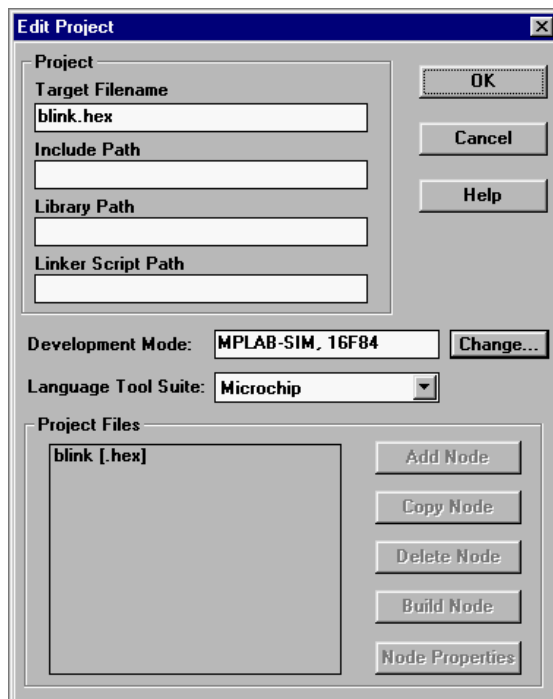 Edit Project
Project
Target Filename
blink.hex
Include Path
Library Path
Linker Script Path
OK
Cancel
Help
Development Mode: MPLAB-SIM, 16F84 Change...
Language Tool Suite: Microchip
Project Files
blink [.hex]
Add Node
Copy Node
Delete Node
Build Node
Node Properties